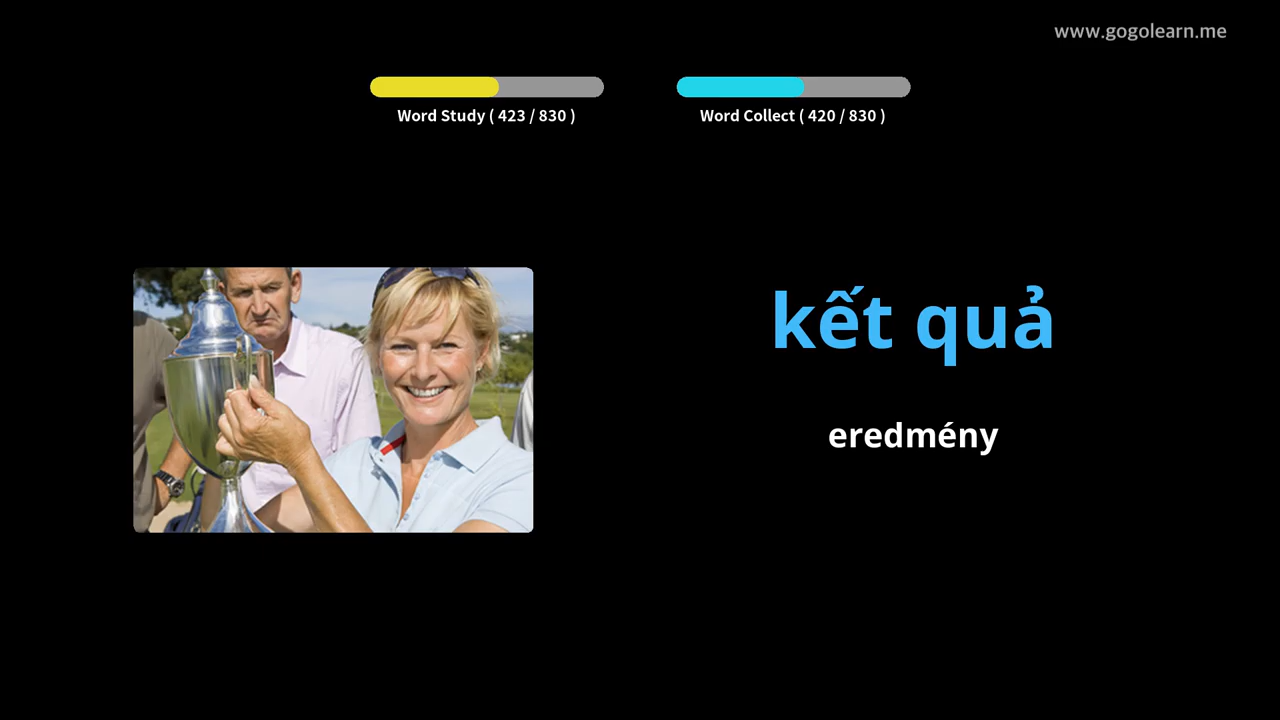 www.gogolearn.me
Word Study ( 423 / 830 )
Word Collect ( 420 / 830 )
kết quả
eredmény